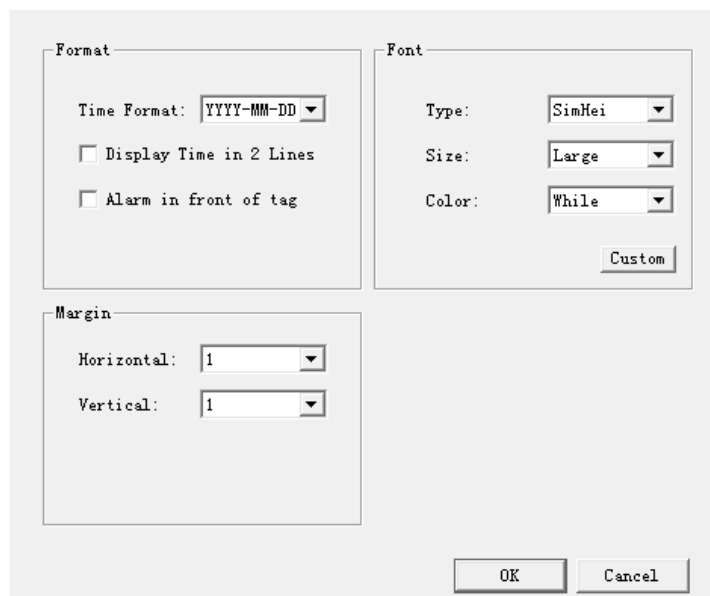 Format
Time Format: YYYY-MM-DD
Display Time in 2 Lines
Alarm in front of tag
Font
Type: SimHei
Size: Large
Color: While
Custom
Margin
Horizontal: 1
Vertical: 1
OK Cancel